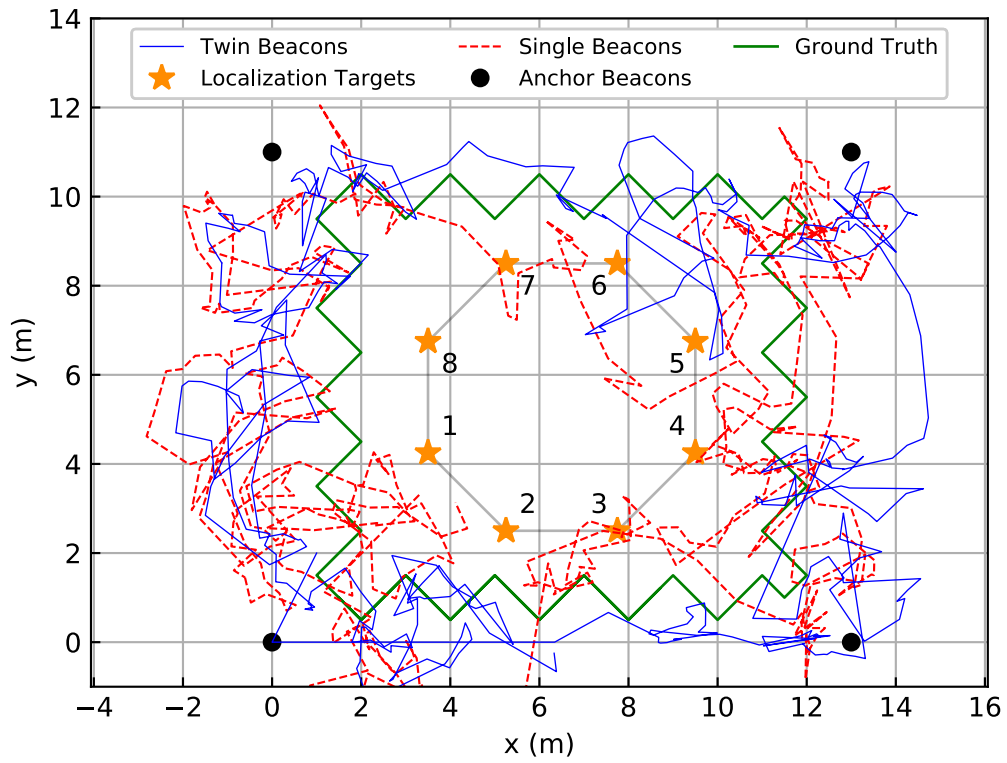 14
12
10
8
6
4
2
0
y (m)
Twin Beacons
Single Beacons
Ground Truth
Localization Targets
Anchor Beacons
7
6
8
5
1
4
2
3
−4 −2 0 2 4 6 8 10 12 14 16
x (m)